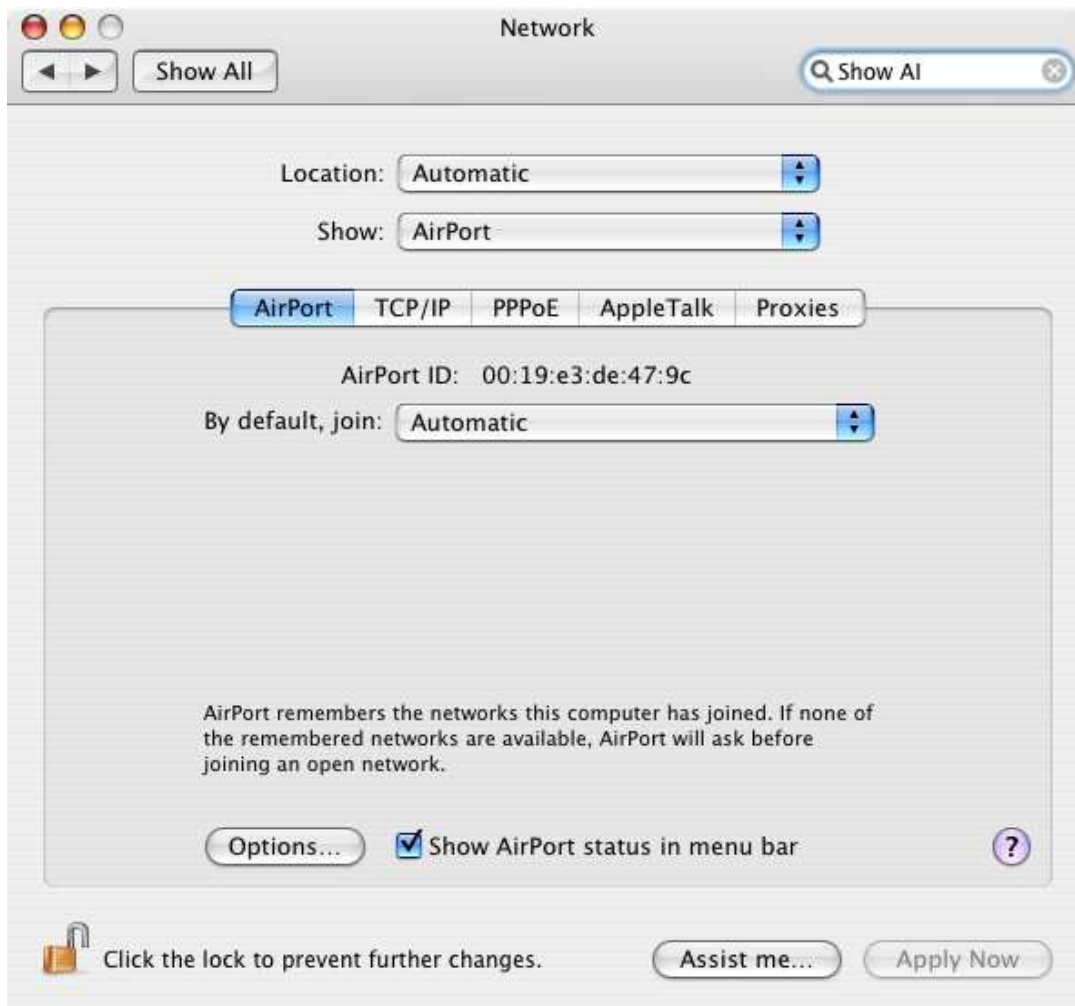 Network
Show All
Show AI
Location: Automatic
Show: AirPort
AirPort TCP/IP PPPoE AppleTalk Proxies
AirPort ID: 00:19:e3:de:47:9c
By default, join: Automatic
AirPort remembers the networks this computer has joined. If none of
the remembered networks are available, AirPort will ask before
joining an open network.
Options... Show AirPort status in menu bar ?
Click the lock to prevent further changes. Assist me... Apply Now